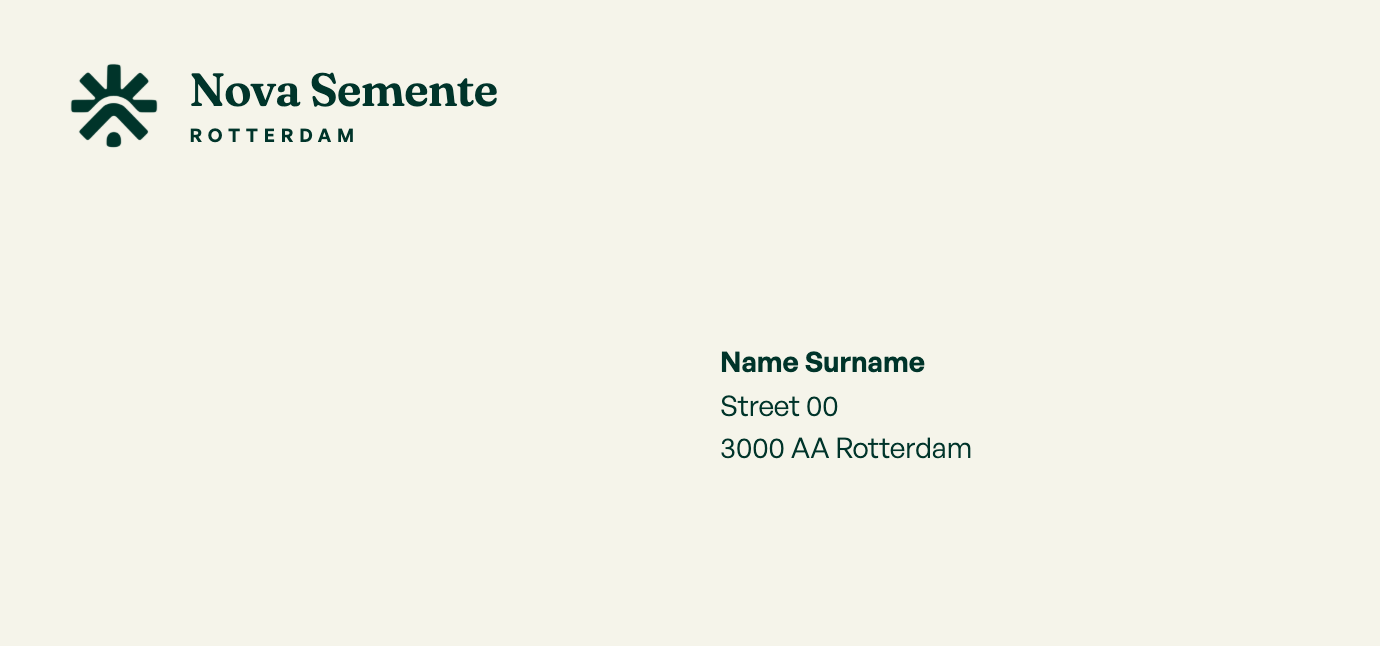 Nova Semente
ROTTERDAM
Name Surname
Street 00
3000 AA Rotterdam